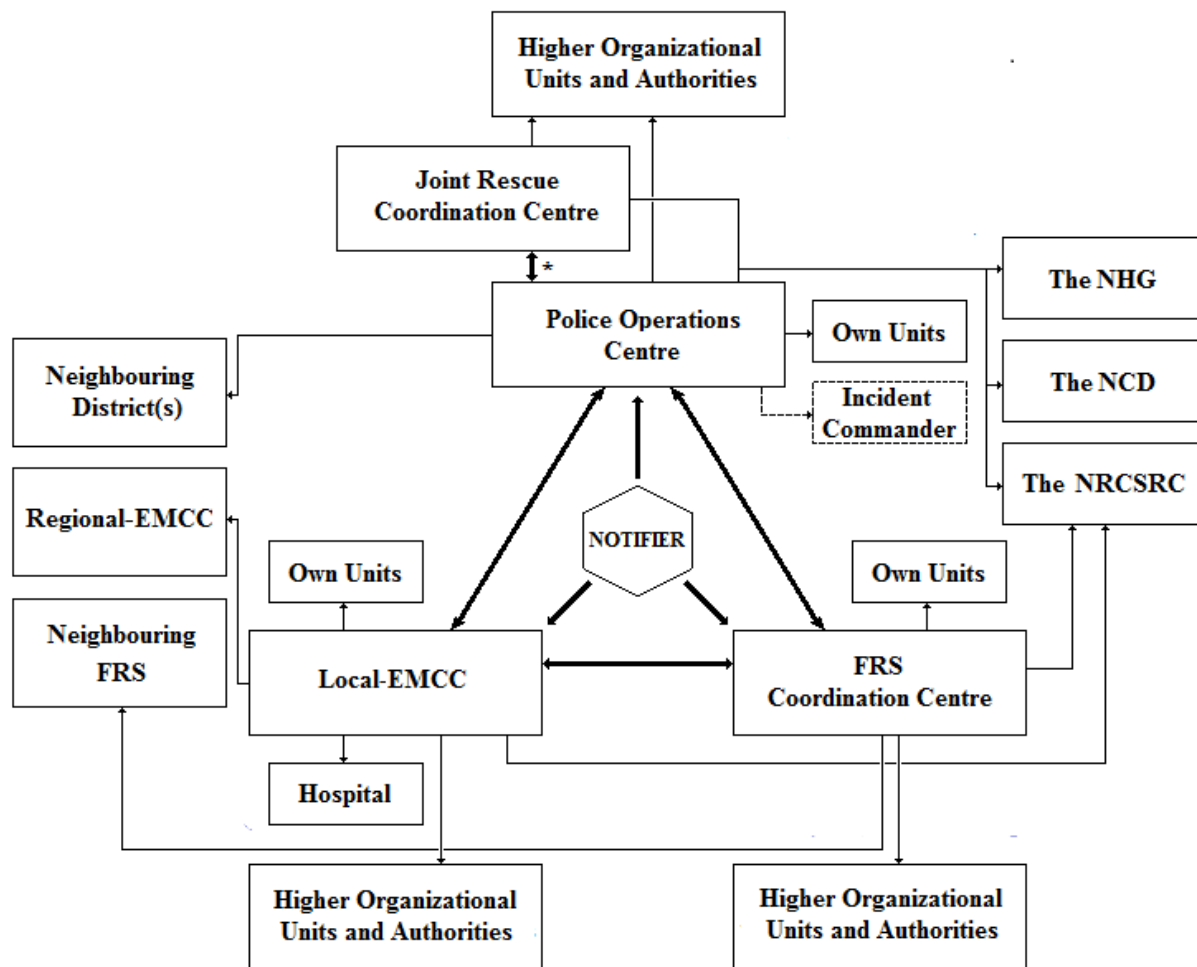 Higher Organizational
Units and Authorities
Joint Rescue
Coordination Centre
*
The NHG
Police Operations
Centre
Own Units
Neighbouring
District(s)
The NCD
Incident
Commander
Regional-EMCC
The NRCSRC
NOTIFIER
Own Units
Own Units
Neighbouring
FRS
Local-EMCC
FRS
Coordination Centre
Hospital
Higher Organizational
Units and Authorities
Higher Organizational
Units and Authorities